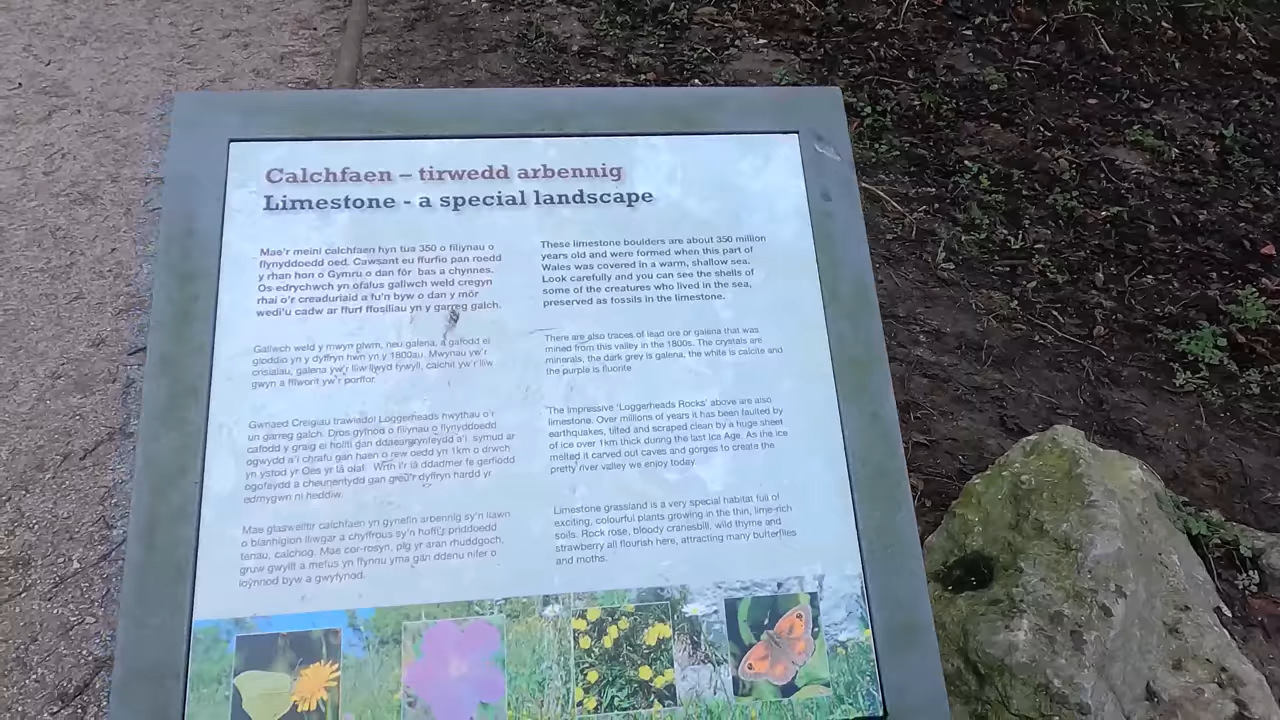 Calchfaen – tirwedd arbennig
Limestone - a special landscape
Mae'r meini calchfaen hyn tua 350 o filiynau o
flynyddoedd oed. Cawsant eu ffurfio pan roedd
y rhan hon o Gymru o dan fôr bas a chynnes.
Os edrychwch yn ofalus gallwch weld cregyn
rhai o'r creaduriaid a fu'n byw o dan y môr
wedi'u cadw ar ffurf ffosiliau yn y garreg galch.
Gallwch weld y mwyn plwm, neu galena, a gafodd ei
gloddio yn y dyffryn hwn yn y 1800au. Mwynau yw'r
crisialau, galena yw'r lliw llwyd tywyll, calchit yw'r lliw
gwyn a fflworit yw'r porffor.
Gwnaed Creigiau trawiadol Loggerheads hwythau o'r
un garreg galch. Dros gyfnod o filiynau o flynyddoedd
cafodd y graig ei hollti gan ddaeargrynfeydd a'i symud ar
ogwydd a'i chrafu gan haen o rew oedd yn 1km o drwch
yn ystod yr Oes yr Iâ olaf. Wrth i'r iâ ddadmer fe gerfiodd
ogofaydd a cheunentydd gan greu'r dyffryn hardd yr
edmygwn ni heddiw.
Mae glaswelltir calchfaen yn gynefin arbennig sy'n llawn
o blanhigion lliwgar a chyffrous sy'n hoffi'r priddoedd
tenau, calchog. Mae cor-rosyn, pig yr aran rhuddgoch,
gruw gwyllt a mefus yn ffynnu yma gan ddenu nifer o
loÿnnod byw a gwyfynod.
These limestone boulders are about 350 million
years old and were formed when this part of
Wales was covered in a warm, shallow sea.
Look carefully and you can see the shells of
some of the creatures who lived in the sea,
preserved as fossils in the limestone.
There are also traces of lead ore or galena that was
mined from this valley in the 1800s. The crystals are
minerals, the dark grey is galena, the white is calcite and
the purple is fluorite
The impressive 'Loggerheads Rocks' above are also
limestone. Over millions of years it has been faulted by
earthquakes, tilted and scraped clean by a huge sheet
of ice over 1km thick during the last Ice Age. As the ice
melted it carved out caves and gorges to create the
pretty river valley we enjoy today.
Limestone grassland is a very special habitat full of
exciting, colourful plants growing in the thin, lime-rich
soils. Rock rose, bloody cranesbill, wild thyme and
strawberry all flourish here, attracting many butterflies
and moths.